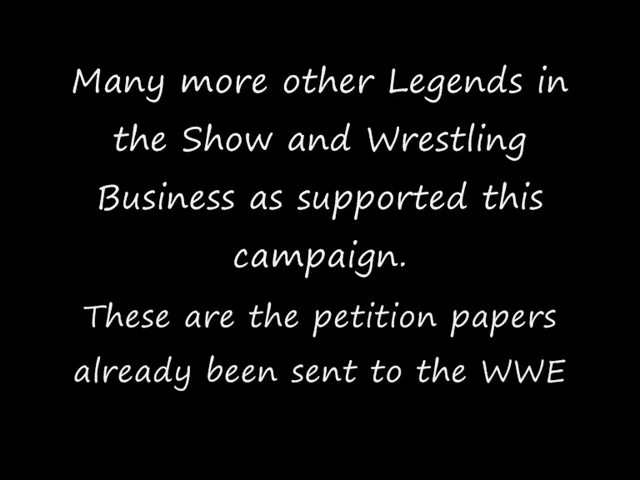 Many more other Legends in
the Show and Wrestling
Business as supported this
campaign.
These are the petition papers
already been sent to the WWE